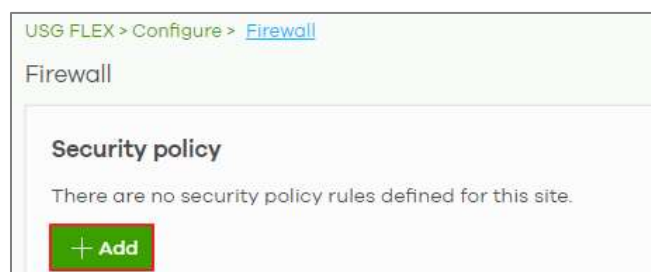 USG FLEX > Configure > Firewall
Firewall
Security policy
There are no security policy rules defined for this site.
+ Add